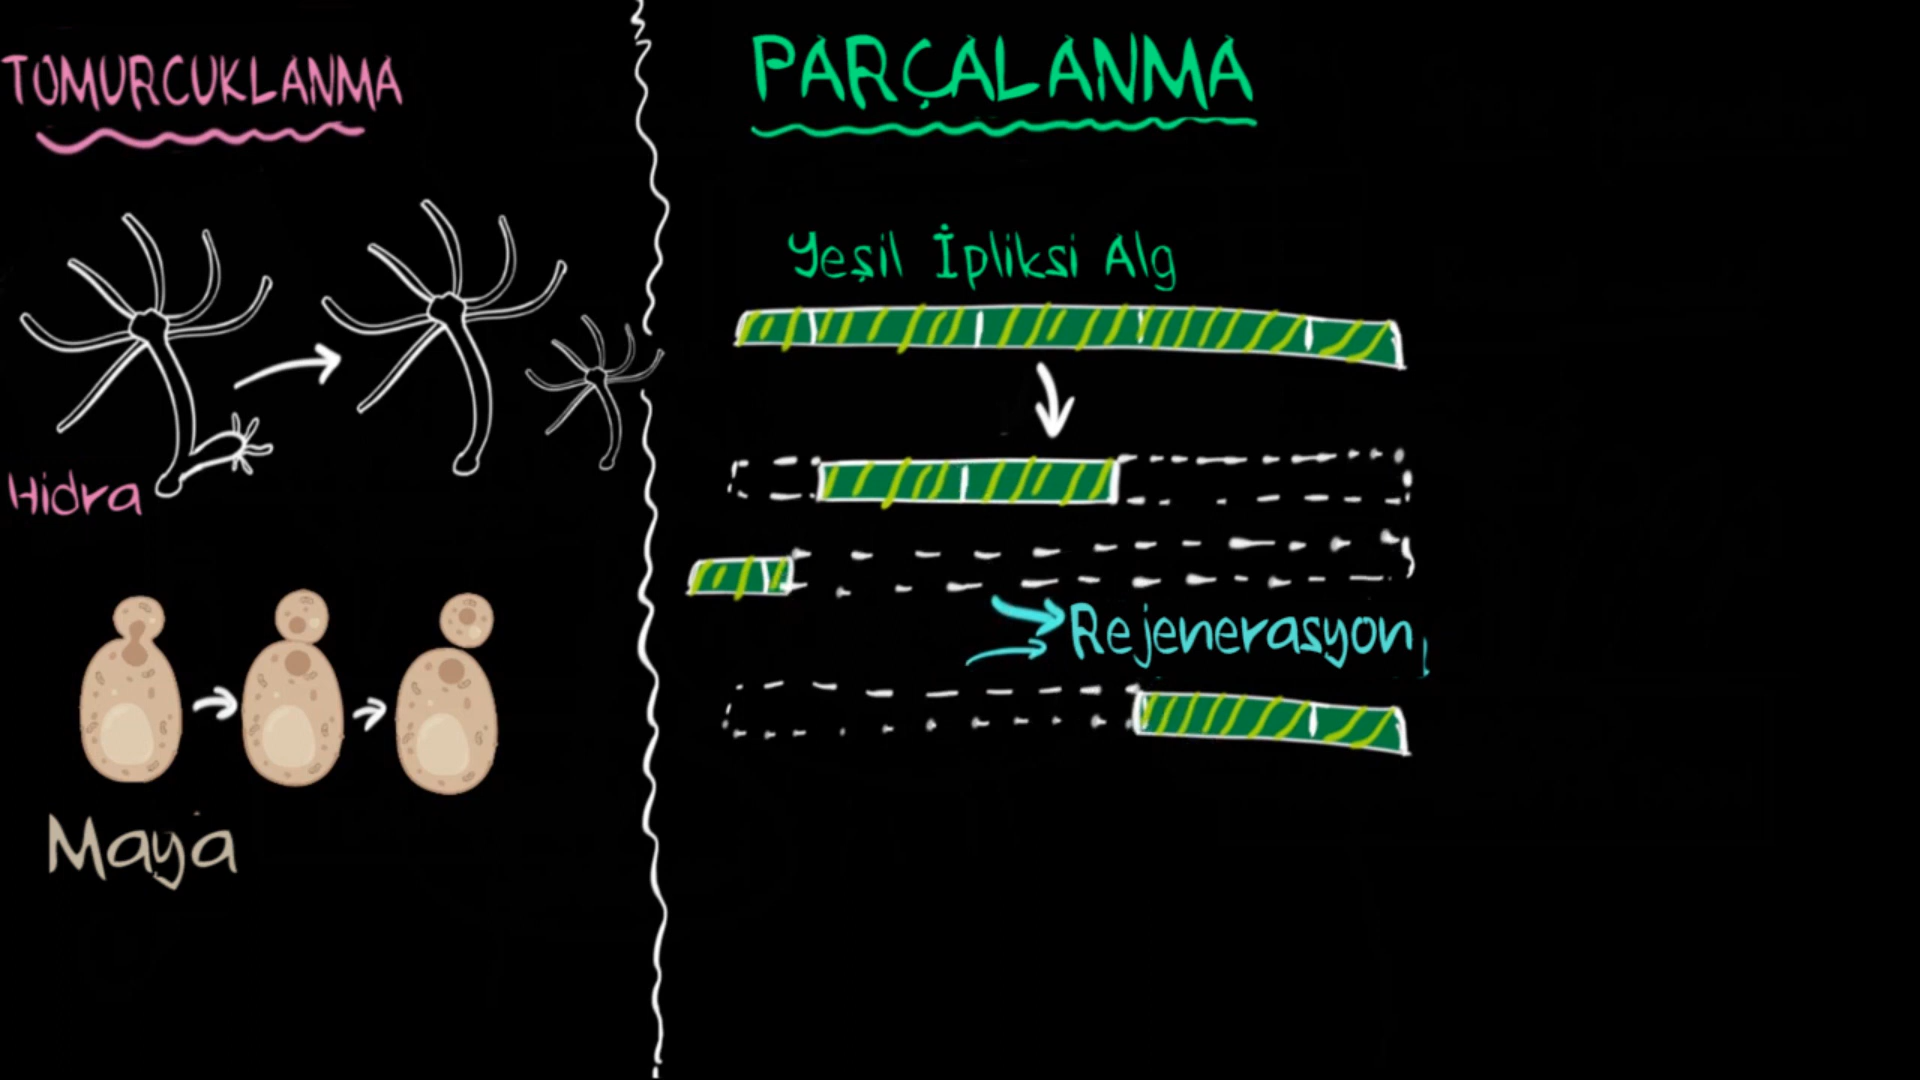 TOMURCUKLANMA
Hidra
Maya
PARÇALANMA
Yeşil İpliksi Alg
Rejenerasyon